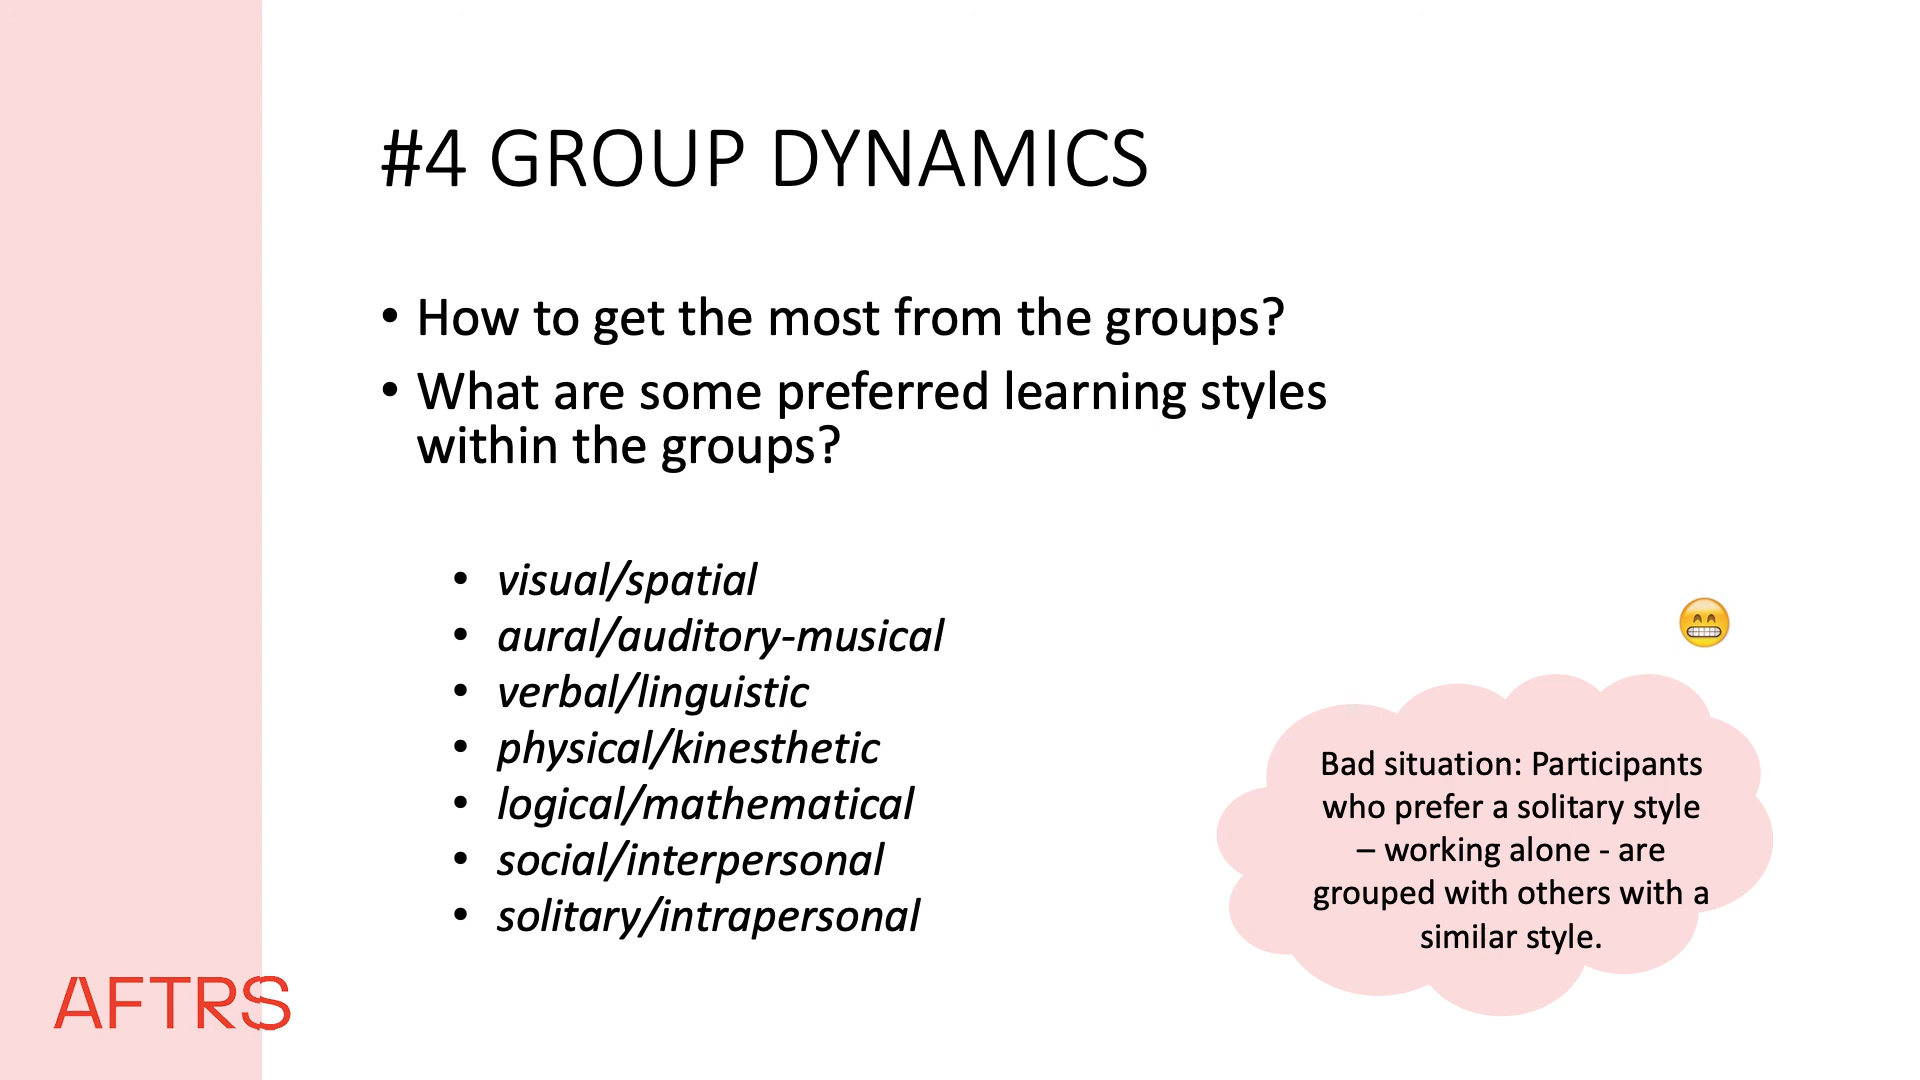 #4 GROUP DYNAMICS
• How to get the most from the groups?
• What are some preferred learning styles
within the groups?
• visual/spatial
• aural/auditory-musical
• verbal/linguistic
• physical/kinesthetic
• logical/mathematical
• social/interpersonal
• solitary/intrapersonal
Bad situation: Participants
who prefer a solitary style
– working alone - are
grouped with others with a
similar style.
AFTRS